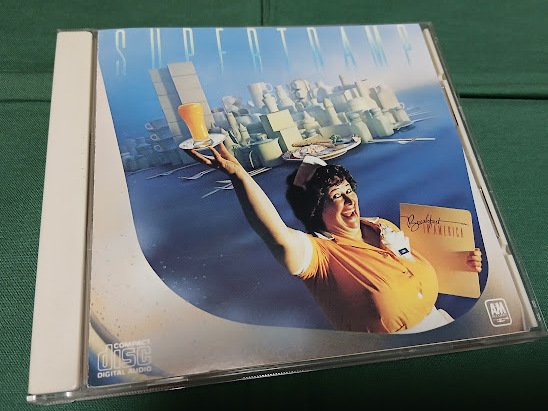 SUPERTRAMP
Breakfast
IN AMERICA
A&M
COMPACT
disc
DIGITAL AUDIO